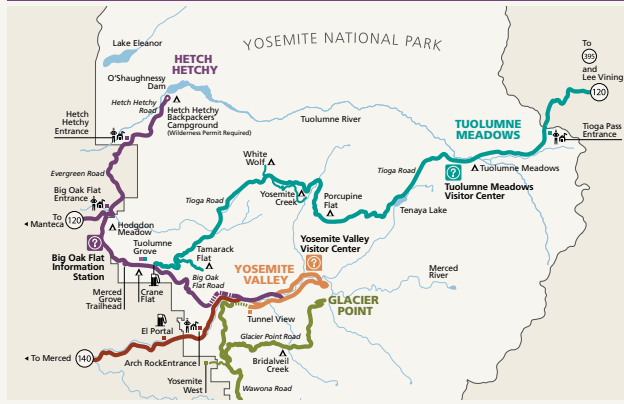 YOSEMITE NATIONAL PARK
To
395
and
Lee Vining
120
Lake Eleanor
HETCH
HETCHY
O'Shaughnessy
Dam
Hetch Hetchy
Road
Hetch Hetchy
Backpackers'
Campground
(Wilderness Permit Required)
Hetch
Hetchy
Entrance
Tuolumne River
TUOLUMNE
MEADOWS
Tioga Pass
Entrance
White
Wolf
Evergreen Road
Tioga Road
Tuolumne Meadows
Tuolumne Meadows
Visitor Center
Big Oak Flat
Entrance
Yosemite
Creek
Porcupine
Flat
Tioga Road
Tenaya Lake
To
Manteca
120
Hodgdon
Meadow
Tuolumne
Grove
Tamarack
Flat
Yosemite Valley
Visitor Center
Big Oak Flat
Information
Station
YOSEMITE
VALLEY
Big Oak
Flat Road
Merced
River
Merced
Grove
Trailhead
Crane
Flat
GLACIER
POINT
Tunnel View
El Portal
Glacier Point Road
To Merced
140
Arch RockEntrance
Bridalveil
Creek
Yosemite
West
Wawona Road